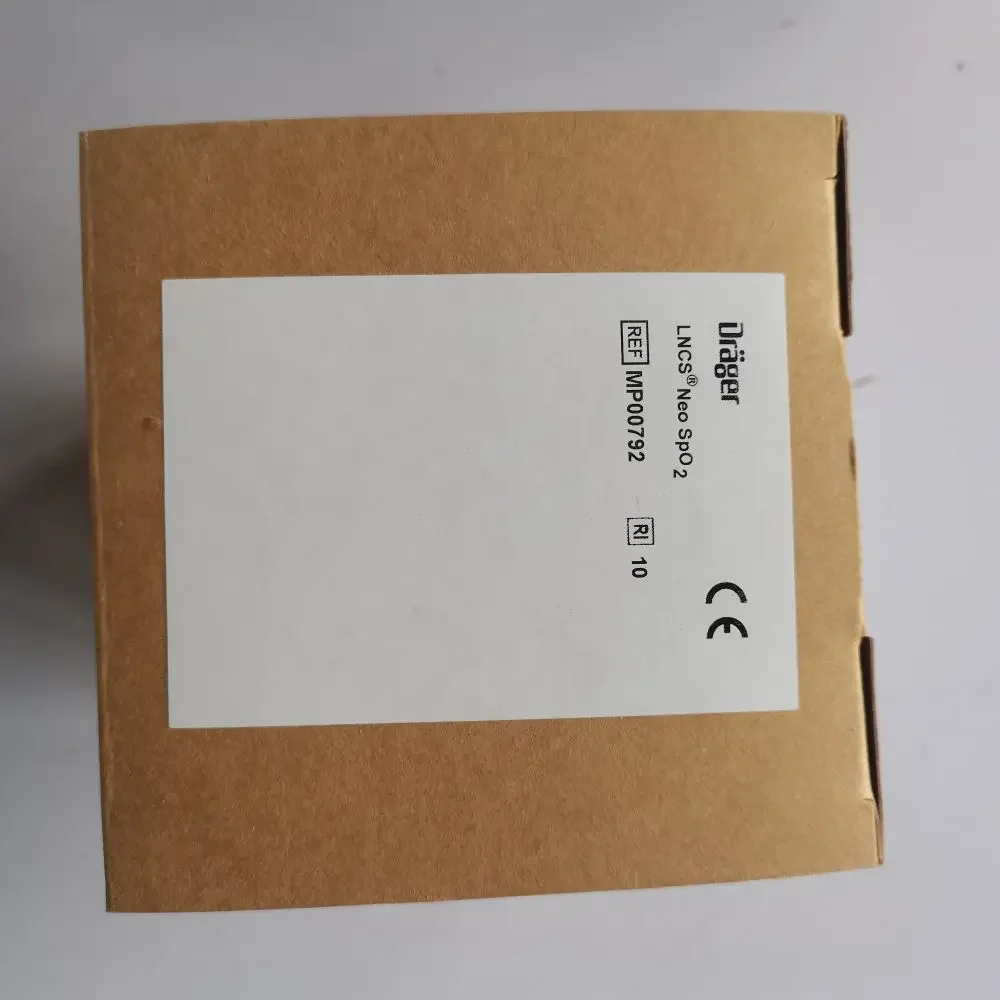 Dräger
LNCS® Neo SpO₂
REF MP00792 RI 10
CE